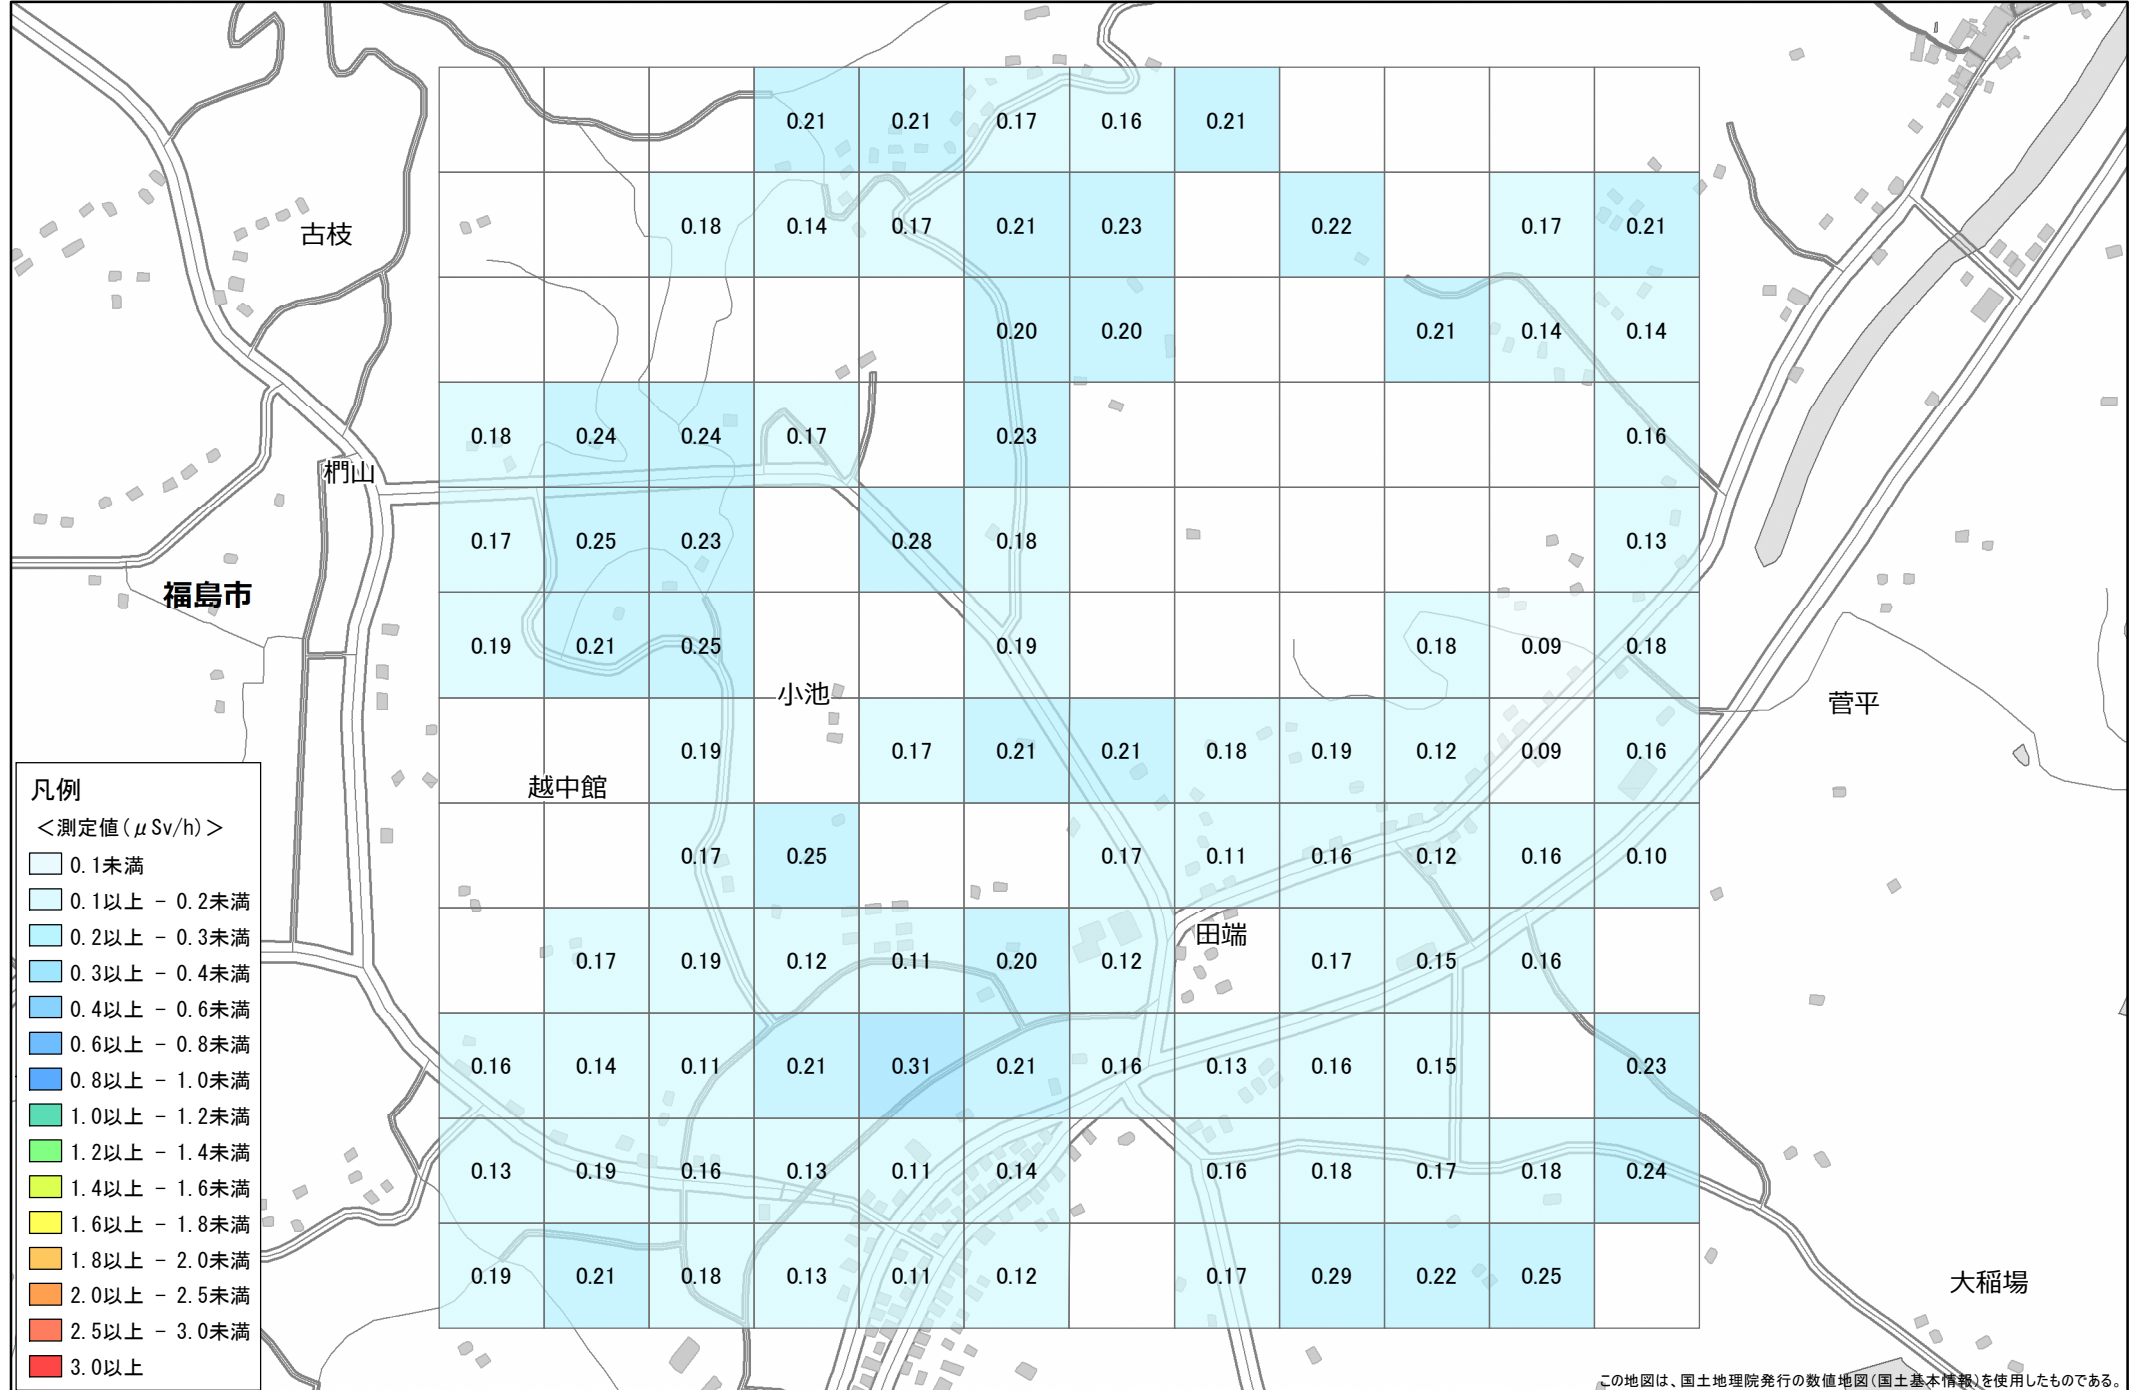 0.21 0.21 0.17 0.16 0.21
0.18 0.14 0.17 0.21 0.23 0.22 0.17 0.21
古枝
0.20 0.20 0.21 0.14 0.14
0.18 0.24 0.24 0.17 0.23 0.16
椚山
0.17 0.25 0.23 0.28 0.18 0.13
福島市
0.19 0.21 0.25 0.19 0.18 0.09 0.18
小池
菅平
0.19 0.17 0.21 0.21 0.18 0.19 0.12 0.09 0.16
越中館
0.17 0.25 0.17 0.11 0.16 0.12 0.16 0.10
田端
0.17 0.19 0.12 0.11 0.20 0.12 0.17 0.15 0.16
0.16 0.14 0.11 0.21 0.31 0.21 0.16 0.13 0.16 0.15 0.23
0.13 0.19 0.16 0.13 0.11 0.14 0.16 0.18 0.17 0.18 0.24
0.19 0.21 0.18 0.13 0.11 0.12 0.17 0.29 0.22 0.25
大稲場
凡例
＜測定値(μSv/h)＞
0.1未満
0.1以上 － 0.2未満
0.2以上 － 0.3未満
0.3以上 － 0.4未満
0.4以上 － 0.6未満
0.6以上 － 0.8未満
0.8以上 － 1.0未満
1.0以上 － 1.2未満
1.2以上 － 1.4未満
1.4以上 － 1.6未満
1.6以上 － 1.8未満
1.8以上 － 2.0未満
2.0以上 － 2.5未満
2.5以上 － 3.0未満
3.0以上
この地図は、国土地理院発行の数値地図(国土基本情報)を使用したものである。